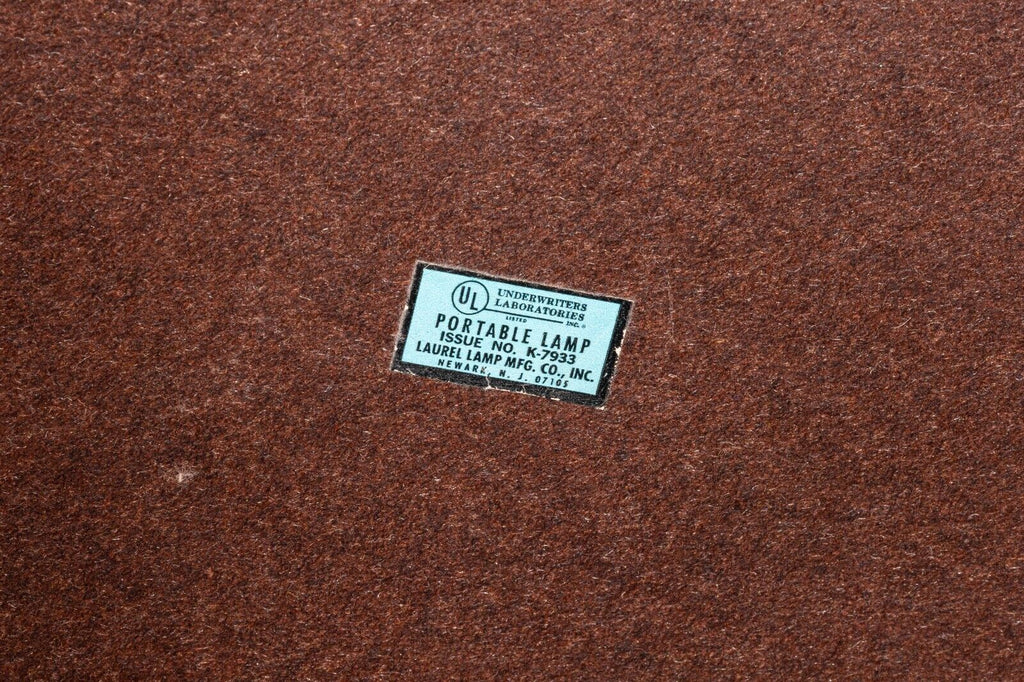 UL UNDERWRITERS
LABORATORIES
LISTED INC.®
PORTABLE LAMP
ISSUE NO. K-7933
LAUREL LAMP MFG. CO., INC.
NEWARK, N. J. 07105